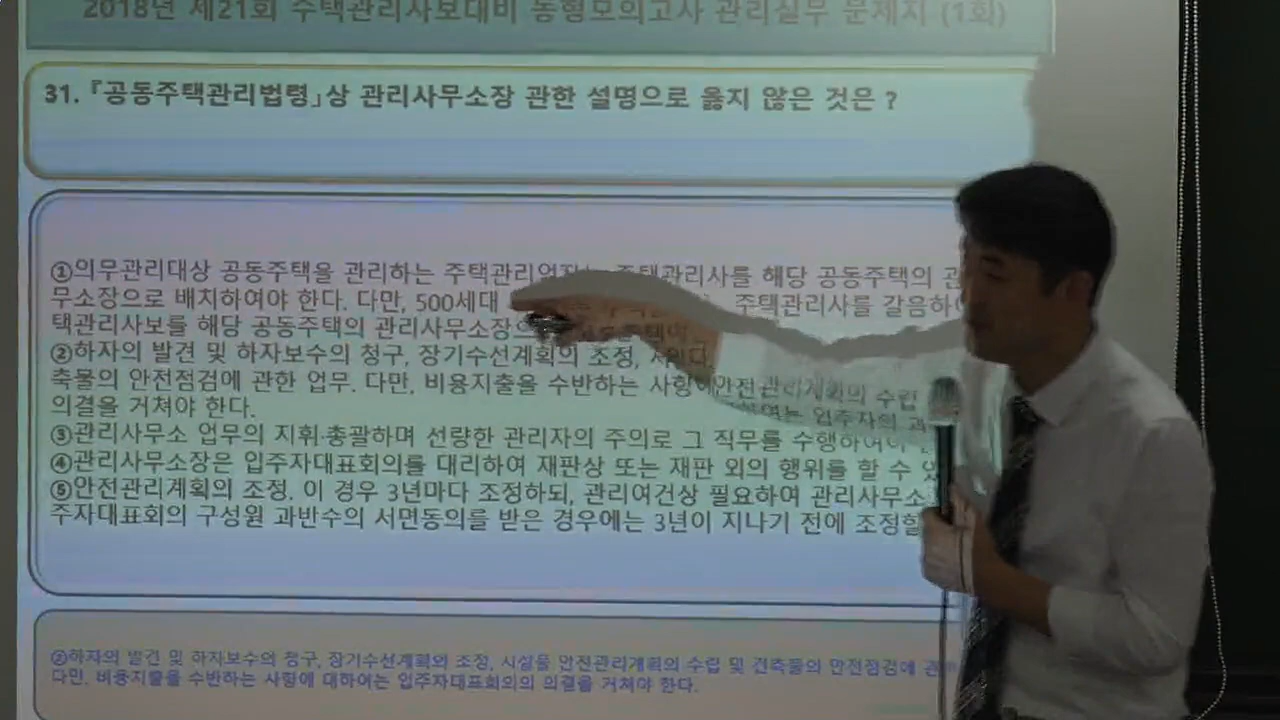 2018년 제21회 주택관리사보대비 동형모의고사 관리실무 문제지 (1회)
31. 『공동주택관리법령』상 관리사무소장 관한 설명으로 옳지 않은 것은 ?
①의무관리대상 공동주택을 관리하는 주택관리업자는 주택관리사를 해당 공동주택의
무소장으로 배치하여야 한다. 다만, 500세대 주택관리사를 갈음하
택관리사보를 해당 공동주택의 관리사무소장으
②하자의 발견 및 하자보수의 청구, 장기수선계획의 조정, 안전관리계획의 수립
축물의 안전점검에 관한 업무. 다만, 비용지출을 수반하는 사항 입주자의
의결을 거쳐야 한다.
③관리사무소 업무의 지휘·총괄하며 선량한 관리자의 주의로 그 직무를 수행하여야
④관리사무소장은 입주자대표회의를 대리하여 재판상 또는 재판 외의 행위를 할 수
⑤안전관리계획의 조정. 이 경우 3년마다 조정하되, 관리여건상 필요하여 관리사무소
주자대표회의 구성원 과반수의 서면동의를 받은 경우에는 3년이 지나기 전에 조정할
②하자의 발견 및 하자보수의 청구, 장기수선계획의 조정, 시설물 안전관리계획의 수립 및 건축물의 안전점검에
다만, 비용지출을 수반하는 사항에 대하여는 입주자대표회의의 의결을 거쳐야 한다.